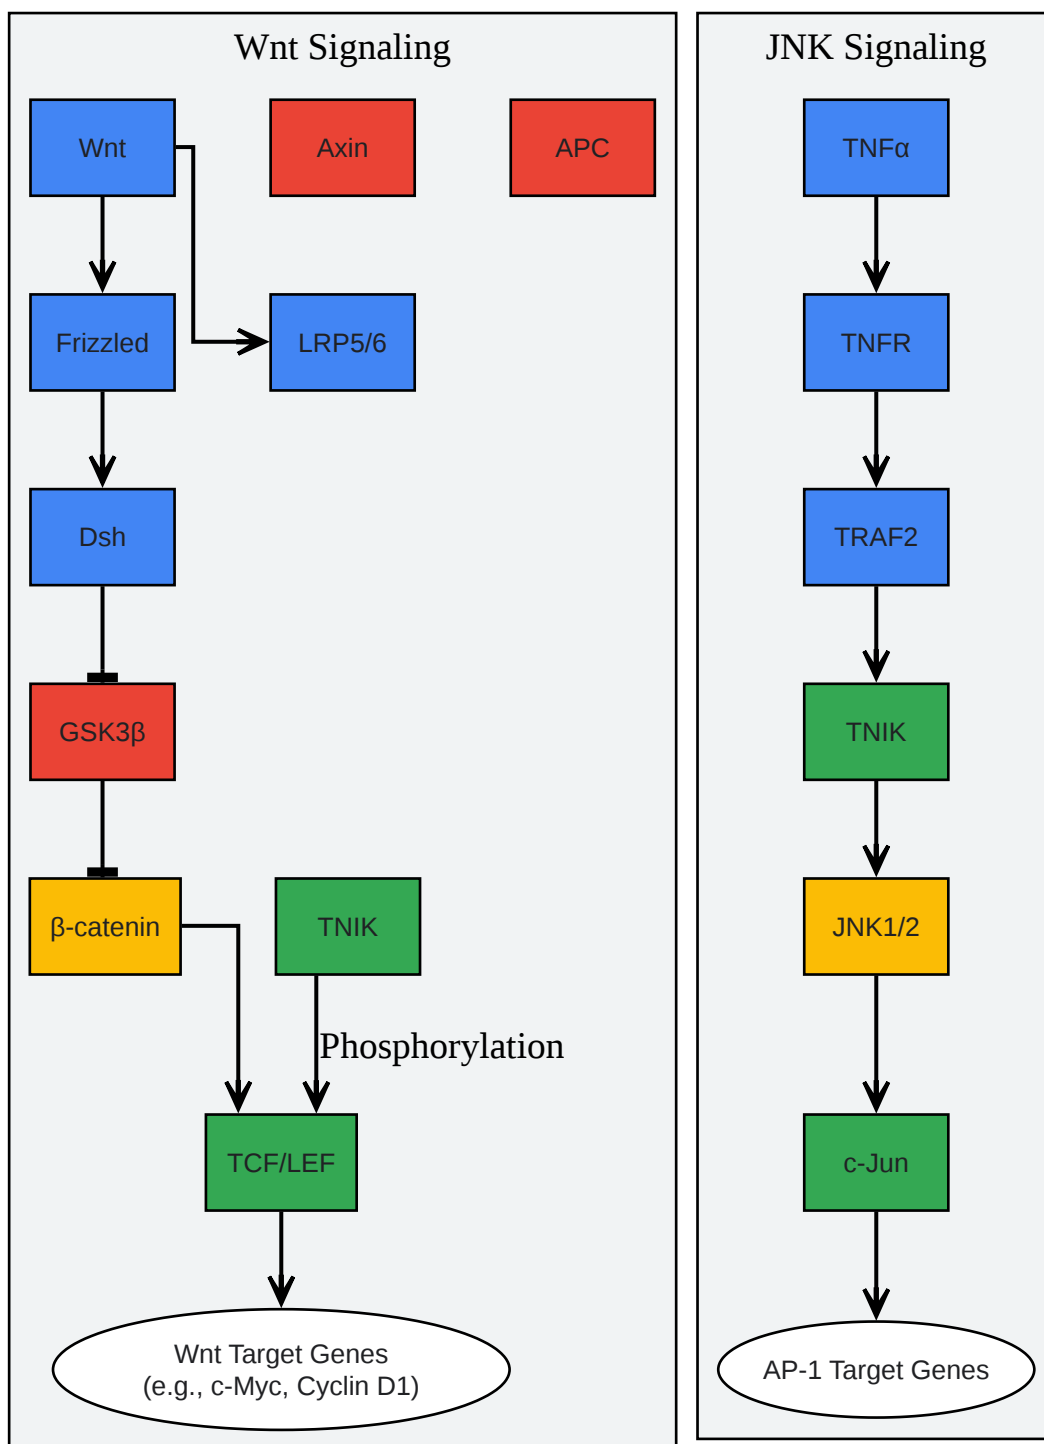 Wnt Signaling
Wnt
Axin
APC
Frizzled
LRP5/6
Dsh
GSK3β
β-catenin
TNIK
Phosphorylation
TCF/LEF
Wnt Target Genes
(e.g., c-Myc, Cyclin D1)
JNK Signaling
TNFα
TNFR
TRAF2
TNIK
JNK1/2
c-Jun
AP-1 Target Genes